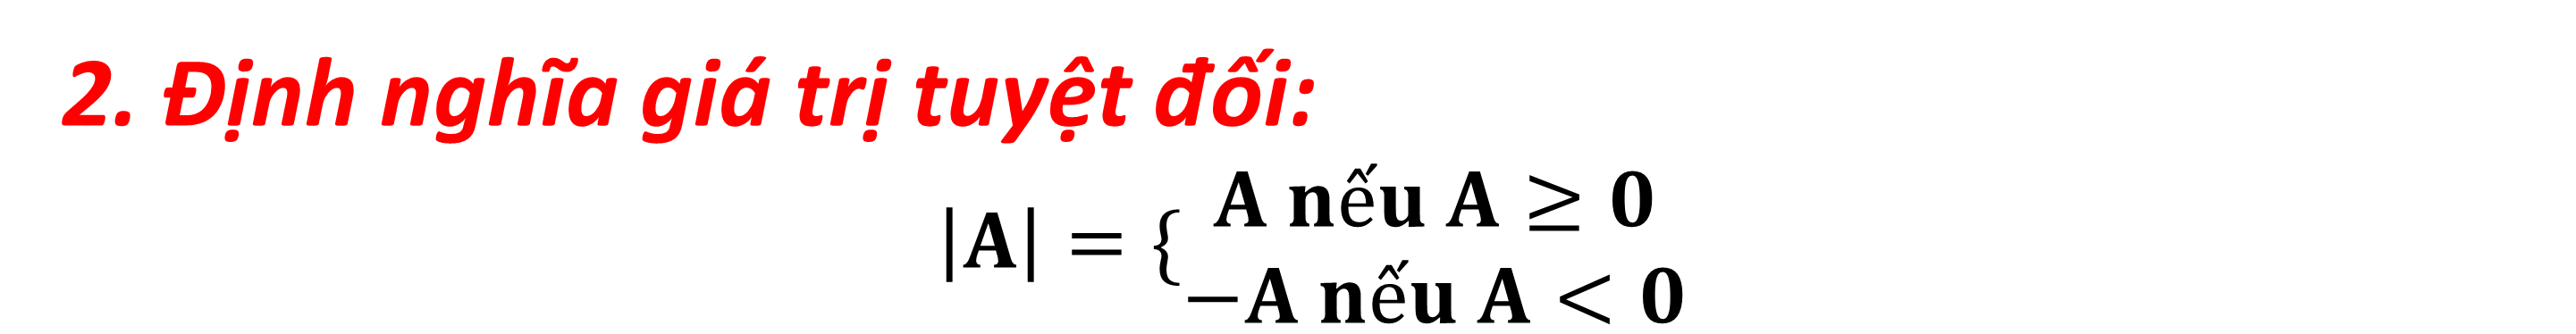 2. Định nghĩa giá trị tuyệt đối:
A nếu A ≥ 0
|A| = {
−A nếu A < 0